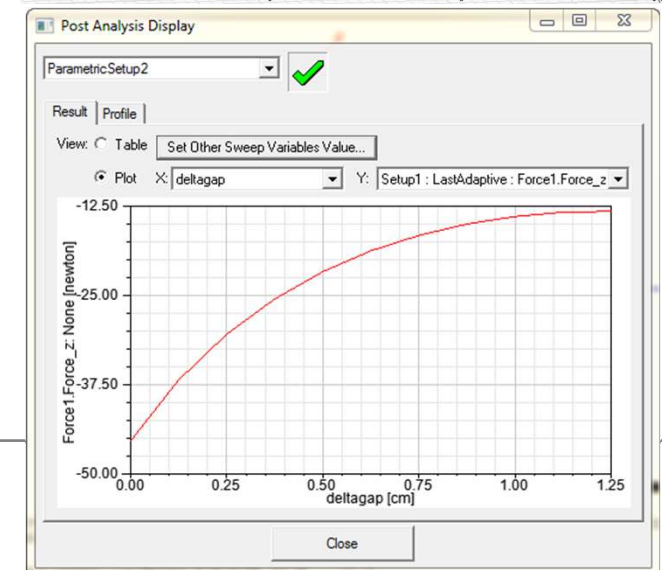 Post Analysis Display
ParametricSetup2
Result Profile
View: Table Set Other Sweep Variables Value...
Plot X: deltagap Y: Setup1 : LastAdaptive : Force1.Force_z
-12.50
-25.00
-37.50
-50.00
Force1.Force_z: None [newton]
0.00 0.25 0.50 0.75 1.00 1.25
deltagap [cm]
Close